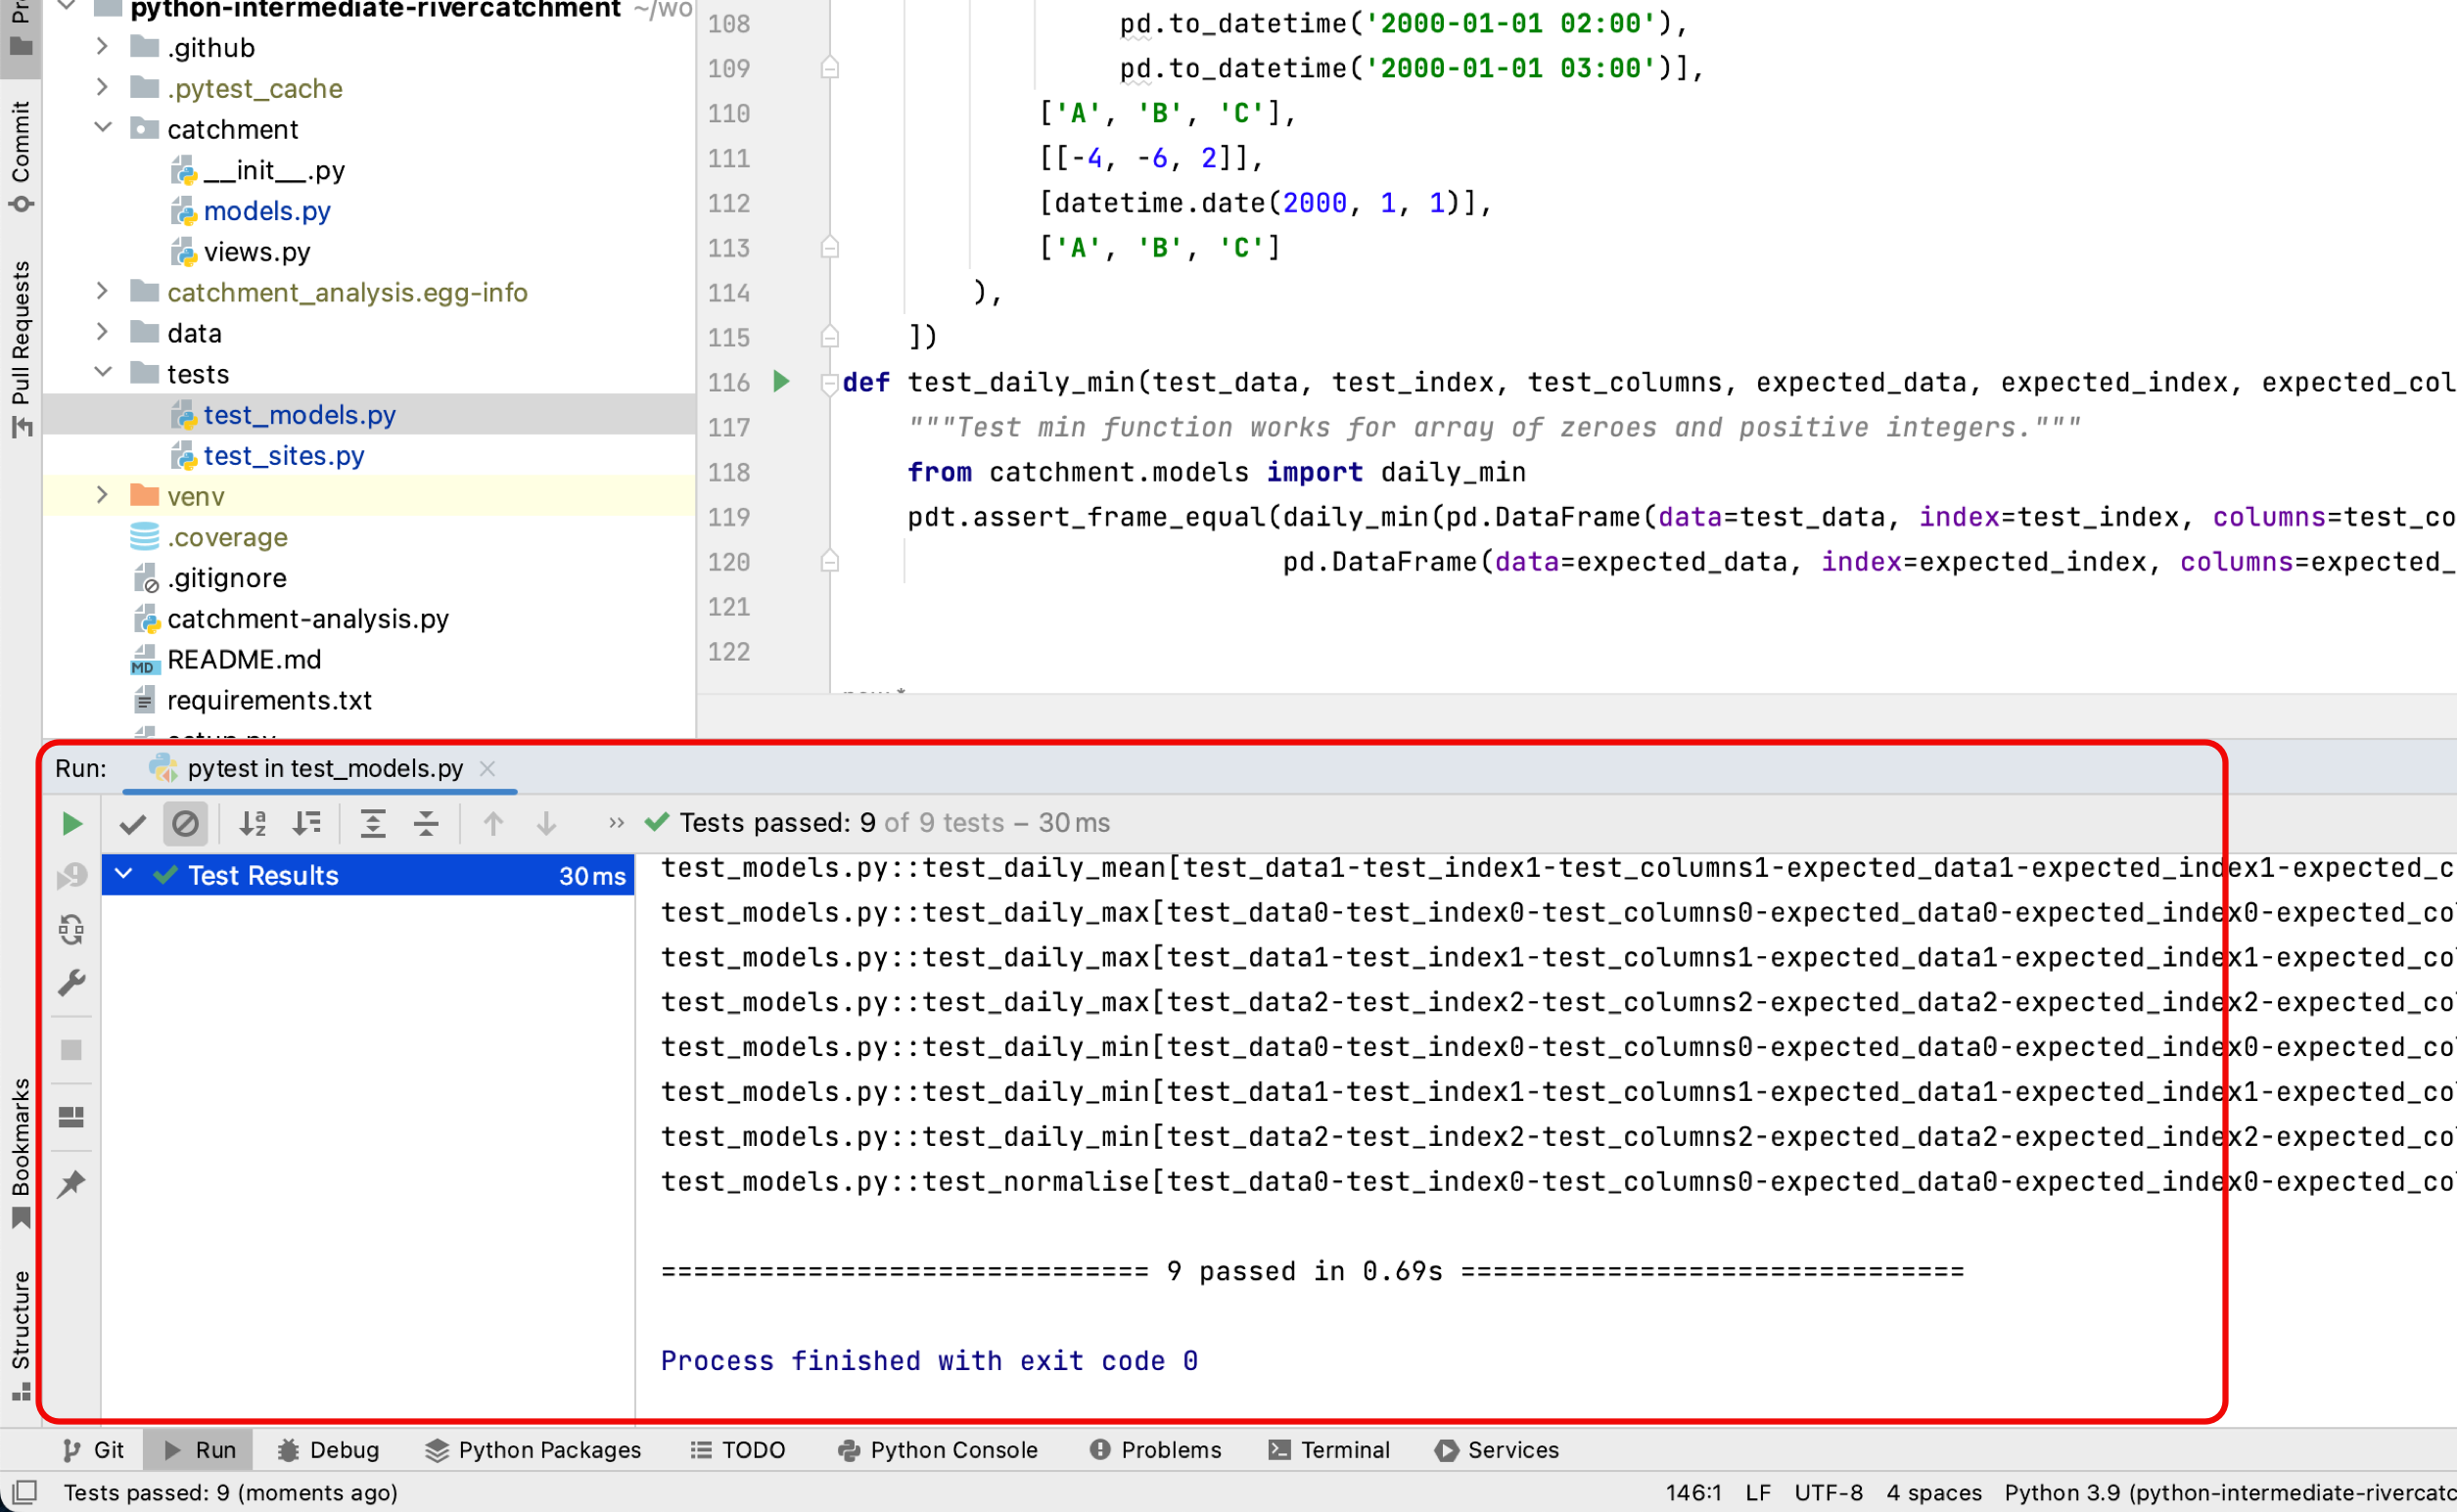 python-intermediate-rivercatchment ~/wo
.github
.pytest_cache
catchment
__init__.py
models.py
views.py
catchment_analysis.egg-info
data
tests
test_models.py
test_sites.py
venv
.coverage
.gitignore
catchment-analysis.py
README.md
requirements.txt
setup.py
Commit
Pull Requests
Bookmarks
Structure
108 pd.to_datetime('2000-01-01 02:00'),
109 pd.to_datetime('2000-01-01 03:00')],
110 ['A', 'B', 'C'],
111 [[-4, -6, 2]],
112 [datetime.date(2000, 1, 1)],
113 ['A', 'B', 'C']
114 ),
115 ])
116 def test_daily_min(test_data, test_index, test_columns, expected_data, expected_index, expected_col
117 """Test min function works for array of zeroes and positive integers."""
118 from catchment.models import daily_min
119 pdt.assert_frame_equal(daily_min(pd.DataFrame(data=test_data, index=test_index, columns=test_co
120 pd.DataFrame(data=expected_data, index=expected_index, columns=expected_
121
122
Run: pytest in test_models.py
Tests passed: 9 of 9 tests – 30 ms
Test Results 30 ms
test_models.py::test_daily_mean[test_data1-test_index1-test_columns1-expected_data1-expected_index1-expected_c
test_models.py::test_daily_max[test_data0-test_index0-test_columns0-expected_data0-expected_index0-expected_co
test_models.py::test_daily_max[test_data1-test_index1-test_columns1-expected_data1-expected_index1-expected_co
test_models.py::test_daily_max[test_data2-test_index2-test_columns2-expected_data2-expected_index2-expected_co
test_models.py::test_daily_min[test_data0-test_index0-test_columns0-expected_data0-expected_index0-expected_co
test_models.py::test_daily_min[test_data1-test_index1-test_columns1-expected_data1-expected_index1-expected_co
test_models.py::test_daily_min[test_data2-test_index2-test_columns2-expected_data2-expected_index2-expected_co
test_models.py::test_normalise[test_data0-test_index0-test_columns0-expected_data0-expected_index0-expected_co
============================== 9 passed in 0.69s ===============================
Process finished with exit code 0
Git Run Debug Python Packages TODO Python Console Problems Terminal Services
Tests passed: 9 (moments ago) 146:1 LF UTF-8 4 spaces Python 3.9 (python-intermediate-rivercatc